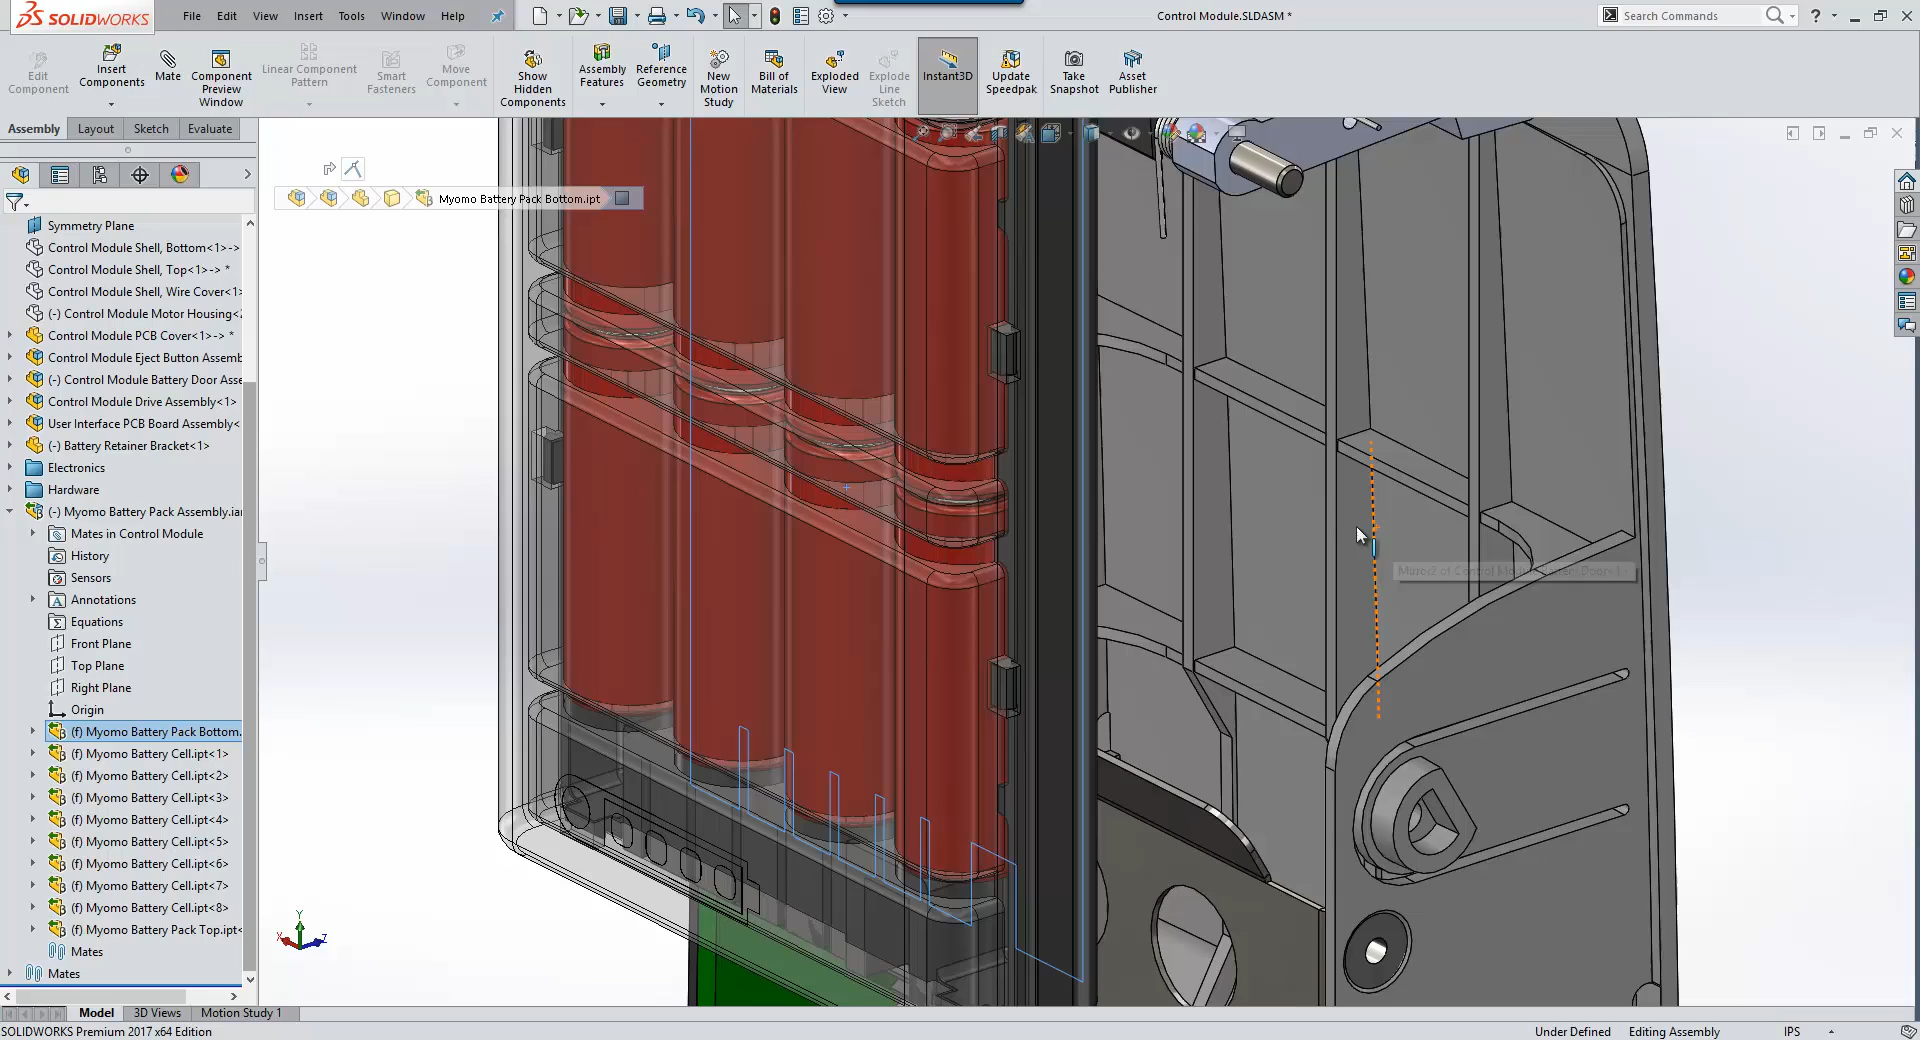 SOLIDWORKS
File Edit View Insert Tools Window Help
Control Module.SLDASM *
Search Commands
?
Edit Component
Insert Components
Mate
Component Preview Window
Linear Component Pattern
Smart Fasteners
Move Component
Show Hidden Components
Assembly Features
Reference Geometry
New Motion Study
Bill of Materials
Exploded View
Explode Line Sketch
Instant3D
Update Speedpak
Take Snapshot
Asset Publisher
Assembly Layout Sketch Evaluate
Myomo Battery Pack Bottom.ipt
Symmetry Plane
Control Module Shell, Bottom<1>->
Control Module Shell, Top<1>-> *
Control Module Shell, Wire Cover<1>
(-) Control Module Motor Housing<
Control Module PCB Cover<1>-> *
Control Module Eject Button Assemb
(-) Control Module Battery Door Asse
Control Module Drive Assembly<1>
User Interface PCB Board Assembly<
(-) Battery Retainer Bracket<1>
Electronics
Hardware
(-) Myomo Battery Pack Assembly.iar
Mates in Control Module
History
Sensors
Annotations
Equations
Front Plane
Top Plane
Right Plane
Origin
(f) Myomo Battery Pack Bottom.
(f) Myomo Battery Cell.ipt<1>
(f) Myomo Battery Cell.ipt<2>
(f) Myomo Battery Cell.ipt<3>
(f) Myomo Battery Cell.ipt<4>
(f) Myomo Battery Cell.ipt<5>
(f) Myomo Battery Cell.ipt<6>
(f) Myomo Battery Cell.ipt<7>
(f) Myomo Battery Cell.ipt<8>
(f) Myomo Battery Pack Top.ipt<
Mates
Mates
Y
X
Z
Model 3D Views Motion Study 1
SOLIDWORKS Premium 2017 x64 Edition
Under Defined Editing Assembly IPS